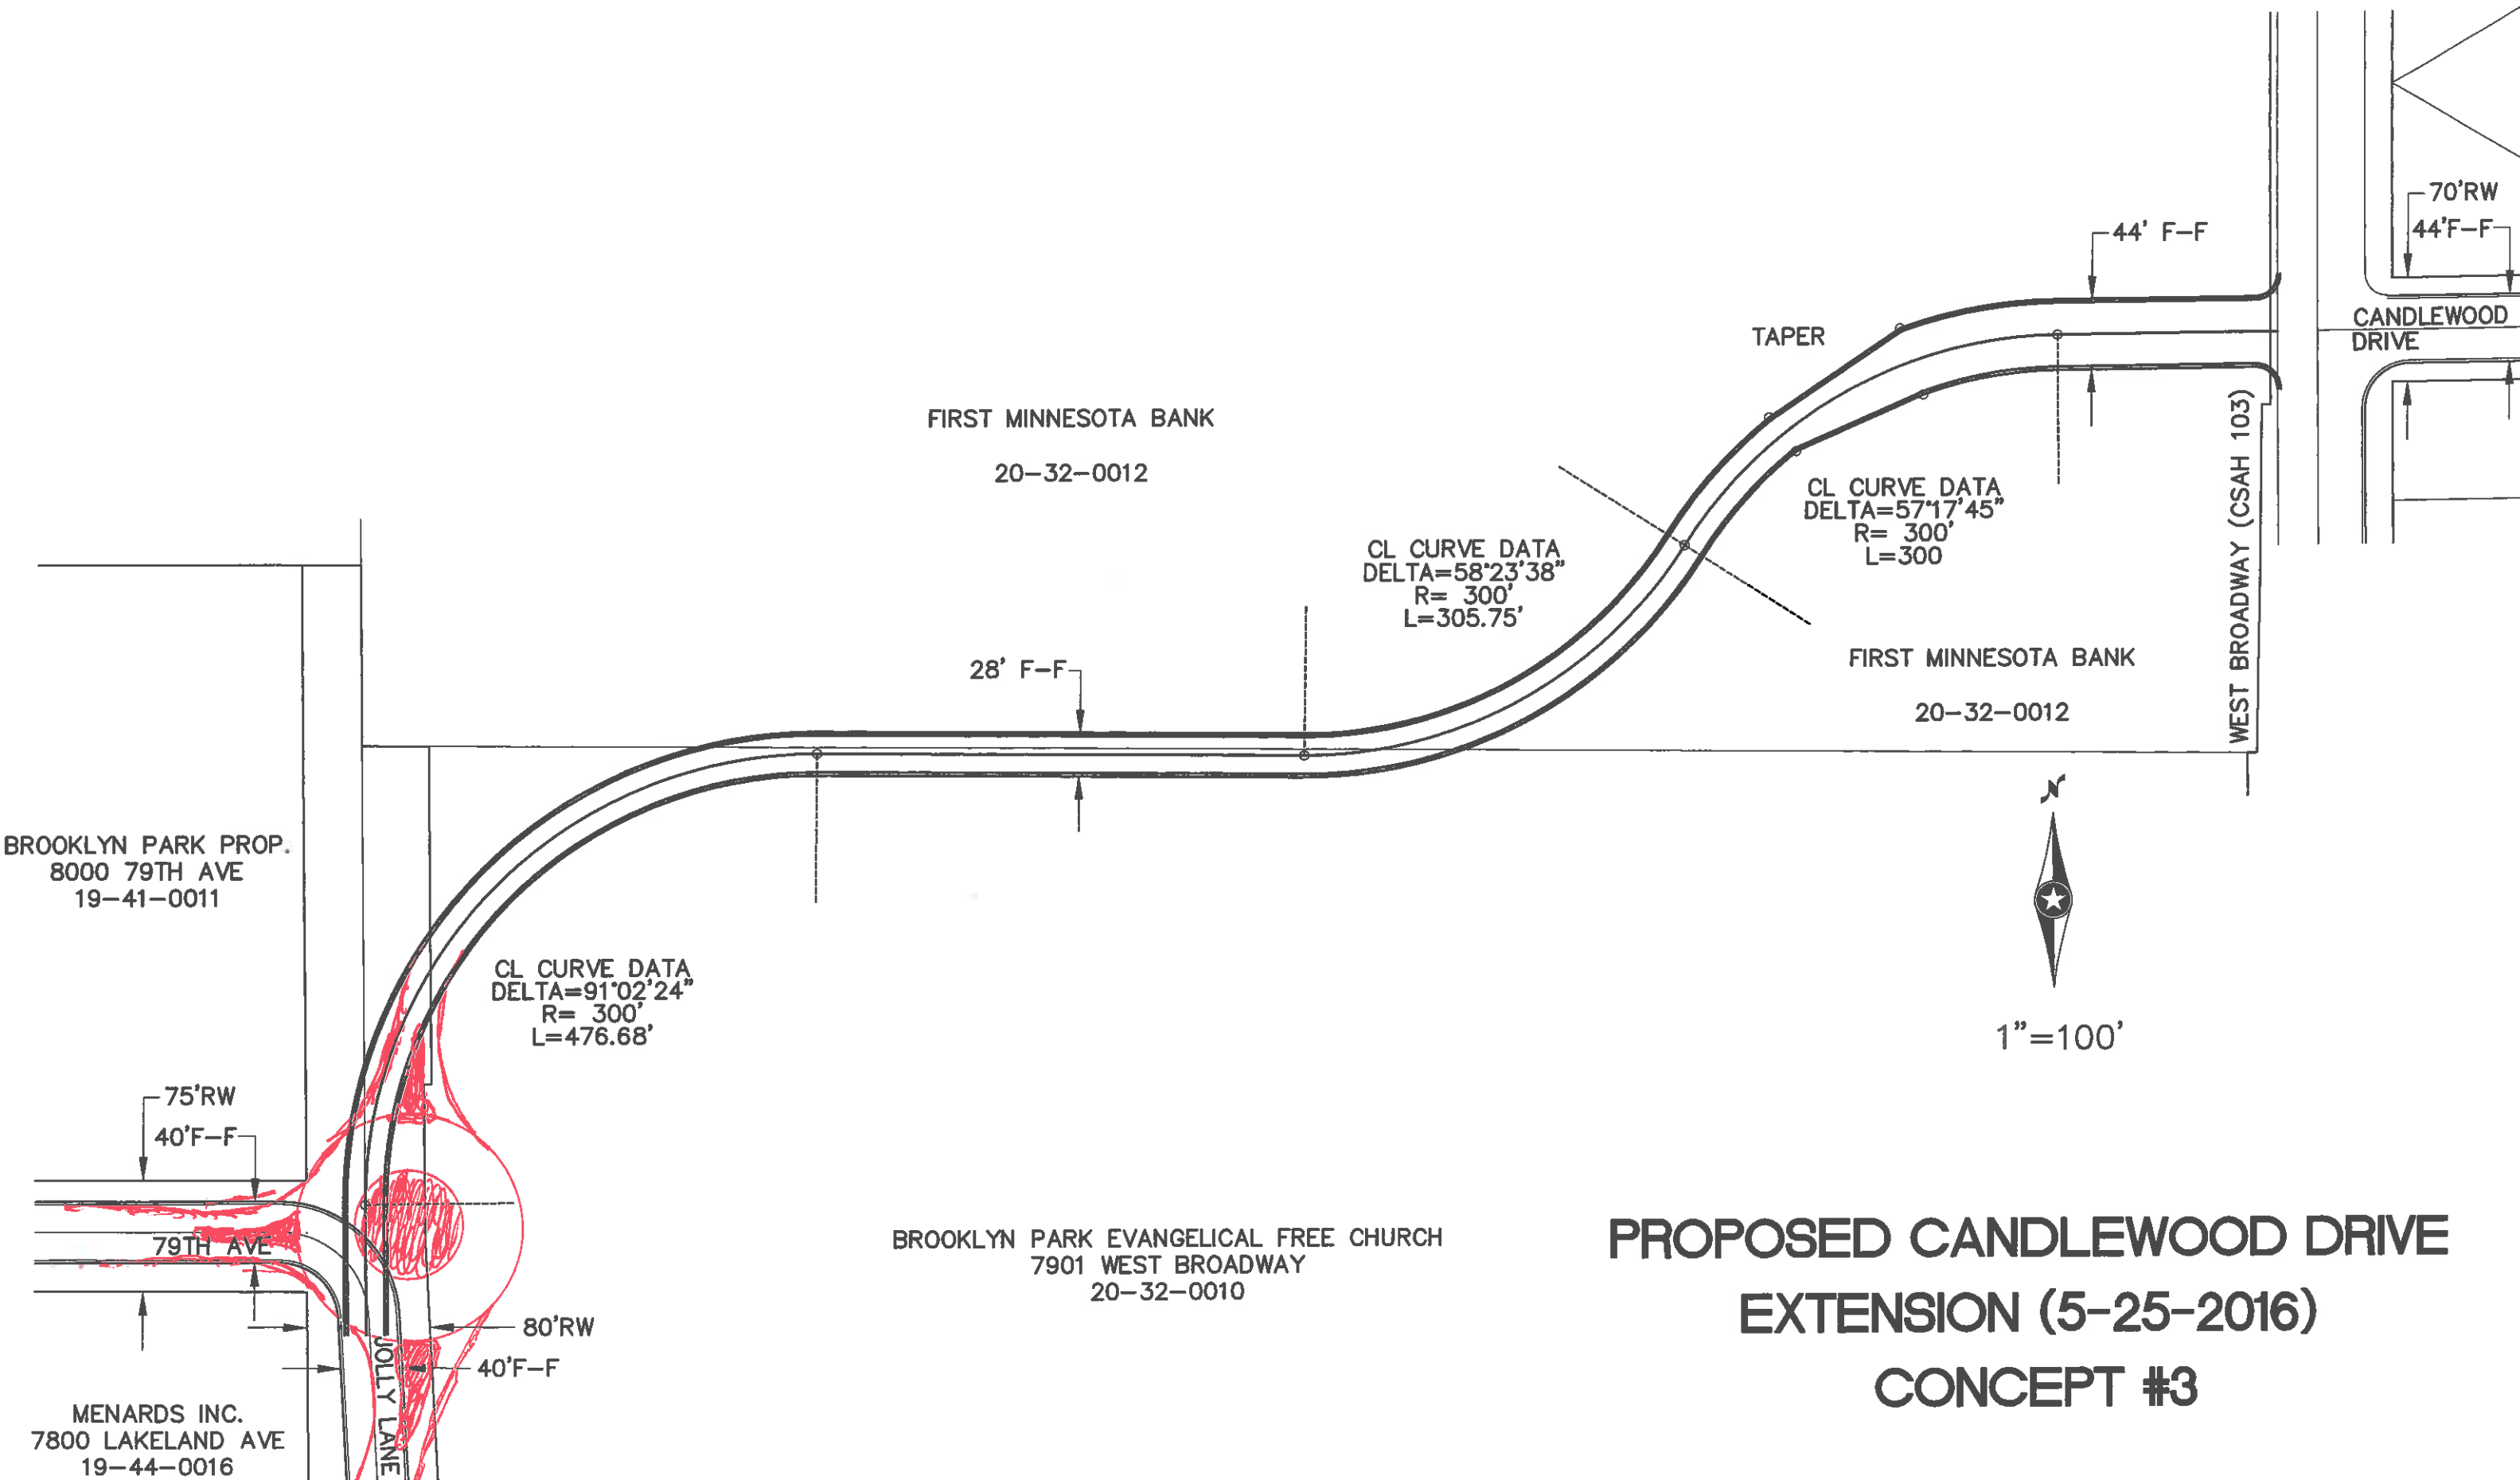 70'RW
44'F-F
44' F-F
CANDLEWOOD
DRIVE
TAPER
FIRST MINNESOTA BANK
20-32-0012
WEST BROADWAY (CSAH 103)
CL CURVE DATA
DELTA=57°17'45"
R= 300'
L=300
CL CURVE DATA
DELTA=58°23'38"
R= 300'
L=305.75'
28' F-F
FIRST MINNESOTA BANK
20-32-0012
N
BROOKLYN PARK PROP.
8000 79TH AVE
19-41-0011
CL CURVE DATA
DELTA=91°02'24"
R= 300'
L=476.68'
1"=100'
75'RW
40'F-F
79TH AVE
BROOKLYN PARK EVANGELICAL FREE CHURCH
7901 WEST BROADWAY
20-32-0010
80'RW
40'F-F
JOLLY LANE
MENARDS INC.
7800 LAKELAND AVE
19-44-0016
PROPOSED CANDLEWOOD DRIVE
EXTENSION (5-25-2016)
CONCEPT #3